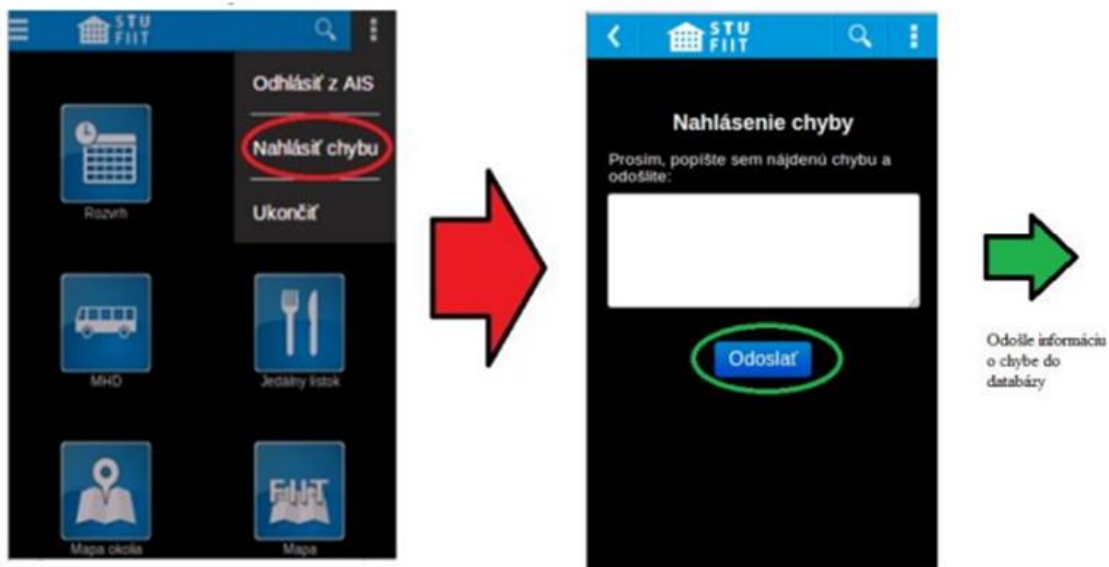 STU
FIIT
Odhlásiť z AIS
Nahlásiť chybu
Ukončiť
Rozvrh
MHD
Jedálny lístok
Mapa okolia
FIIT
Mapa
STU
FIIT
Nahlásenie chyby
Prosím, popíšte sem nájdenú chybu a
odošlite:
Odoslať
Odošle informáciu
o chybe do
databázy